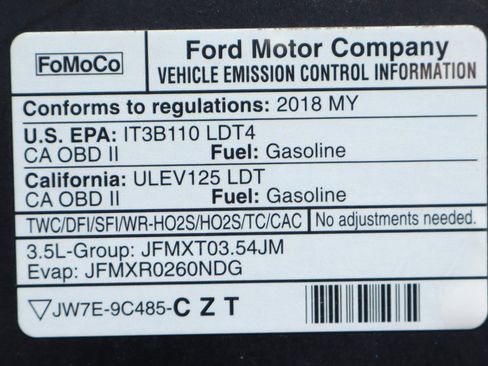 FoMoCo
Ford Motor Company
VEHICLE EMISSION CONTROL INFORMATION
Conforms to regulations: 2018 MY
U.S. EPA: IT3B110 LDT4
CA OBD II Fuel: Gasoline
California: ULEV125 LDT
CA OBD II Fuel: Gasoline
TWC/DFI/SFI/WR-HO2S/HO2S/TC/CAC No adjustments needed.
3.5L-Group: JFMXT03.54JM
Evap: JFMXR0260NDG
▽JW7E-9C485-C Z T